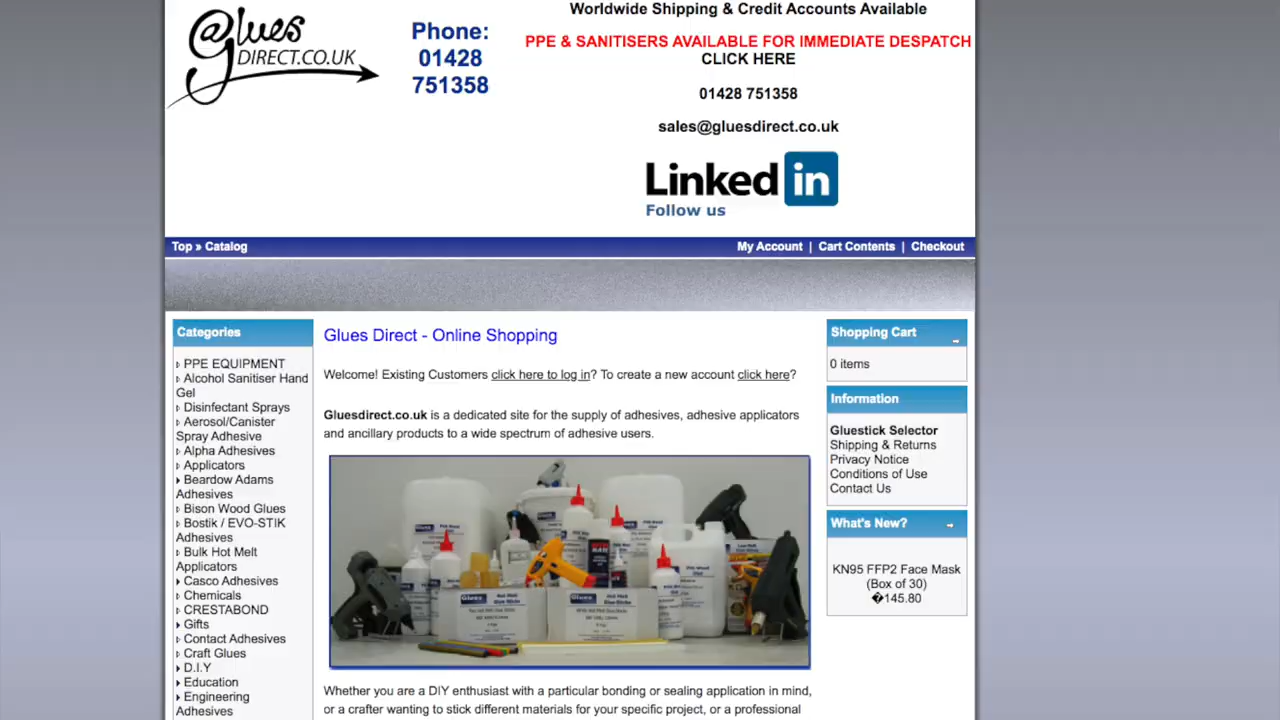 @glues
DIRECT.CO.UK
Phone:
01428
751358
Worldwide Shipping & Credit Accounts Available
PPE & SANITISERS AVAILABLE FOR IMMEDIATE DESPATCH
CLICK HERE
01428 751358
sales@gluesdirect.co.uk
Linked in
Follow us
Top » Catalog
My Account | Cart Contents | Checkout
Categories
PPE EQUIPMENT
Alcohol Sanitiser Hand
Gel
Disinfectant Sprays
Aerosol/Canister
Spray Adhesive
Alpha Adhesives
Applicators
Beardow Adams
Adhesives
Bison Wood Glues
Bostik / EVO-STIK
Adhesives
Bulk Hot Melt
Applicators
Casco Adhesives
Chemicals
CRESTABOND
Gifts
Contact Adhesives
Craft Glues
D.I.Y
Education
Engineering
Adhesives
Glues Direct - Online Shopping
Welcome! Existing Customers click here to log in? To create a new account click here?
Gluesdirect.co.uk is a dedicated site for the supply of adhesives, adhesive applicators
and ancillary products to a wide spectrum of adhesive users.
Glues
Glues
Whether you are a DIY enthusiast with a particular bonding or sealing application in mind,
or a crafter wanting to stick different materials for your specific project, or a professional
Shopping Cart
0 items
Information
Gluestick Selector
Shipping & Returns
Privacy Notice
Conditions of Use
Contact Us
What's New?
KN95 FFP2 Face Mask
(Box of 30)
�145.80